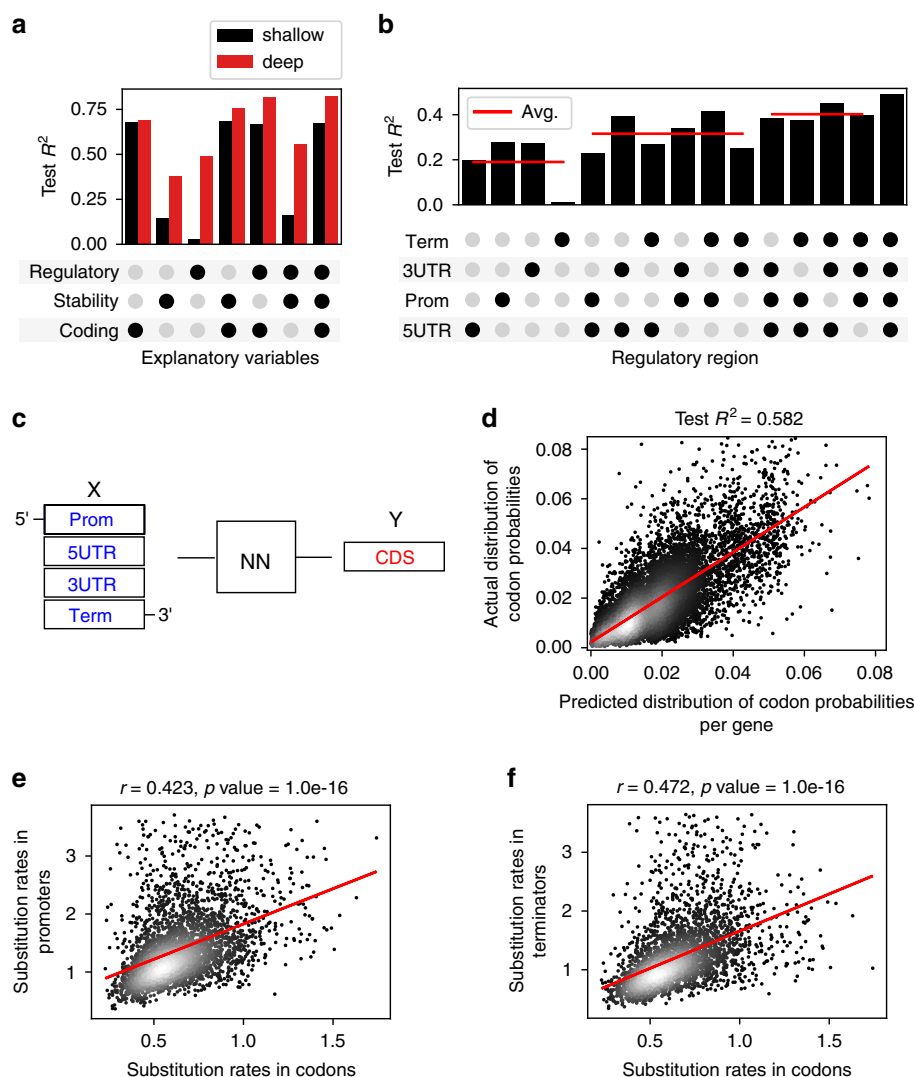 a
shallow
deep
Test R²
0.75
0.50
0.25
0.00
Regulatory
Stability
Coding
Explanatory variables
b
Avg.
Test R²
0.4
0.2
0.0
Term
3UTR
Prom
5UTR
Regulatory region
c
X
5'
Prom
5UTR
3UTR
Term
3'
NN
Y
CDS
d
Test R² = 0.582
Actual distribution of
codon probabilities
0.08
0.06
0.04
0.02
0.00
0.00 0.02 0.04 0.06 0.08
Predicted distribution of codon probabilities
per gene
e
r = 0.423, p value = 1.0e-16
Substitution rates in
promoters
3
2
1
0.5 1.0 1.5
Substitution rates in codons
f
r = 0.472, p value = 1.0e-16
Substitution rates in
terminators
3
2
1
0.5 1.0 1.5
Substitution rates in codons